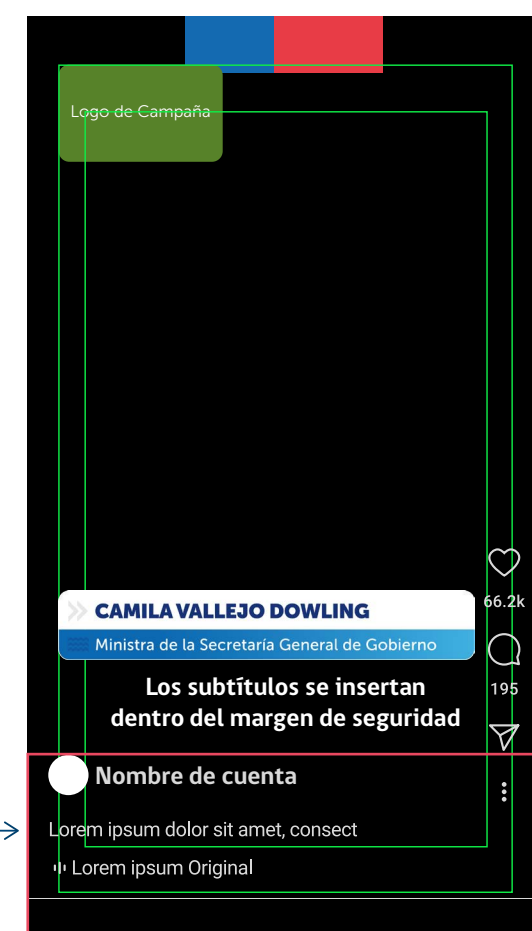 Logo de Campaña
66.2k
CAMILA VALLEJO DOWLING
Ministra de la Secretaría General de Gobierno
195
Los subtítulos se insertan
dentro del margen de seguridad
Nombre de cuenta
Lorem ipsum dolor sit amet, consect
Lorem ipsum Original